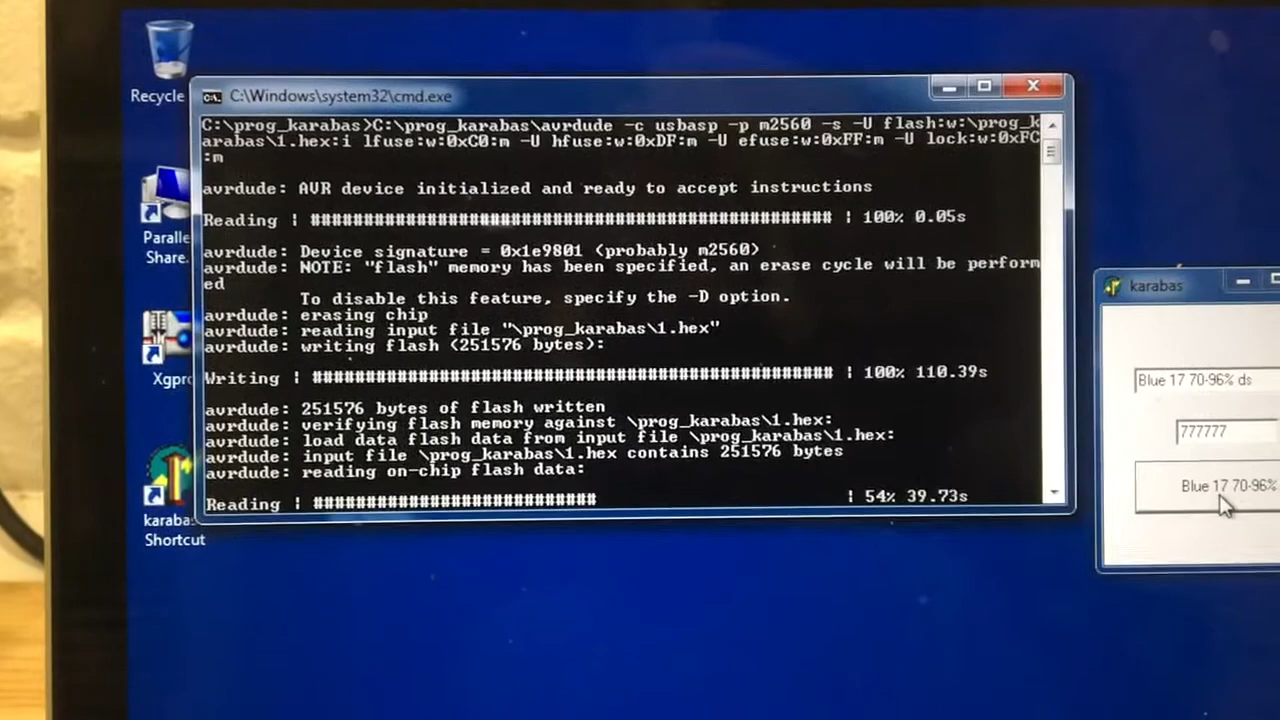 Recycle
C:\Windows\system32\cmd.exe
C:\prog_karabas>C:\prog_karabas\avrdude -c usbasp -p m2560 -s -U flash:w:\prog_k
arabas\1.hex:i lfuse:w:0xC0:m -U hfuse:w:0xDF:m -U efuse:w:0xFF:m -U lock:w:0xFC
:m
avrdude: AVR device initialized and ready to accept instructions
Reading | ################################################## | 100% 0.05s
avrdude: Device signature = 0x1e9801 (probably m2560)
avrdude: NOTE: "flash" memory has been specified, an erase cycle will be perform
ed
To disable this feature, specify the -D option.
avrdude: erasing chip
avrdude: reading input file "\prog_karabas\1.hex"
avrdude: writing flash (251576 bytes):
Writing | ################################################## | 100% 110.39s
avrdude: 251576 bytes of flash written
avrdude: verifying flash memory against \prog_karabas\1.hex:
avrdude: load data flash data from input file \prog_karabas\1.hex:
avrdude: input file \prog_karabas\1.hex contains 251576 bytes
avrdude: reading on-chip flash data:
Reading | ########################### | 54% 39.73s
Paralle
Share.
Xgpro
karabas
Shortcut
karabas
Blue 17 70-96% ds
777777
Blue 17 70-96%